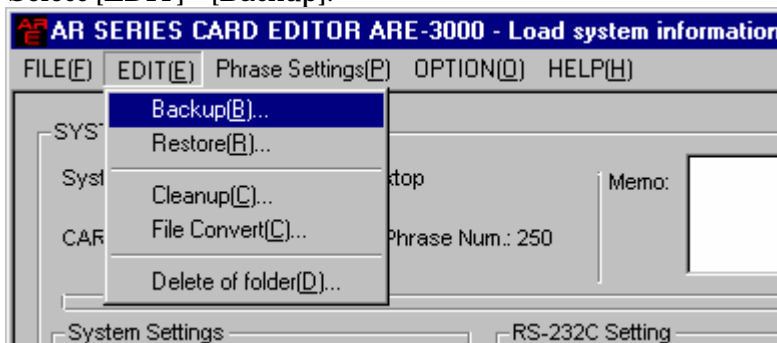 AR SERIES CARD EDITOR ARE-3000 - Load system information
FILE(F) EDIT(E) Phrase Settings(P) OPTION(O) HELP(H)
Backup(B)...
Restore(R)...
Cleanup(C)...
File Convert(C)...
Delete of folder(D)...
Memo:
Phrase Num.: 250
System Settings RS-232C Setting